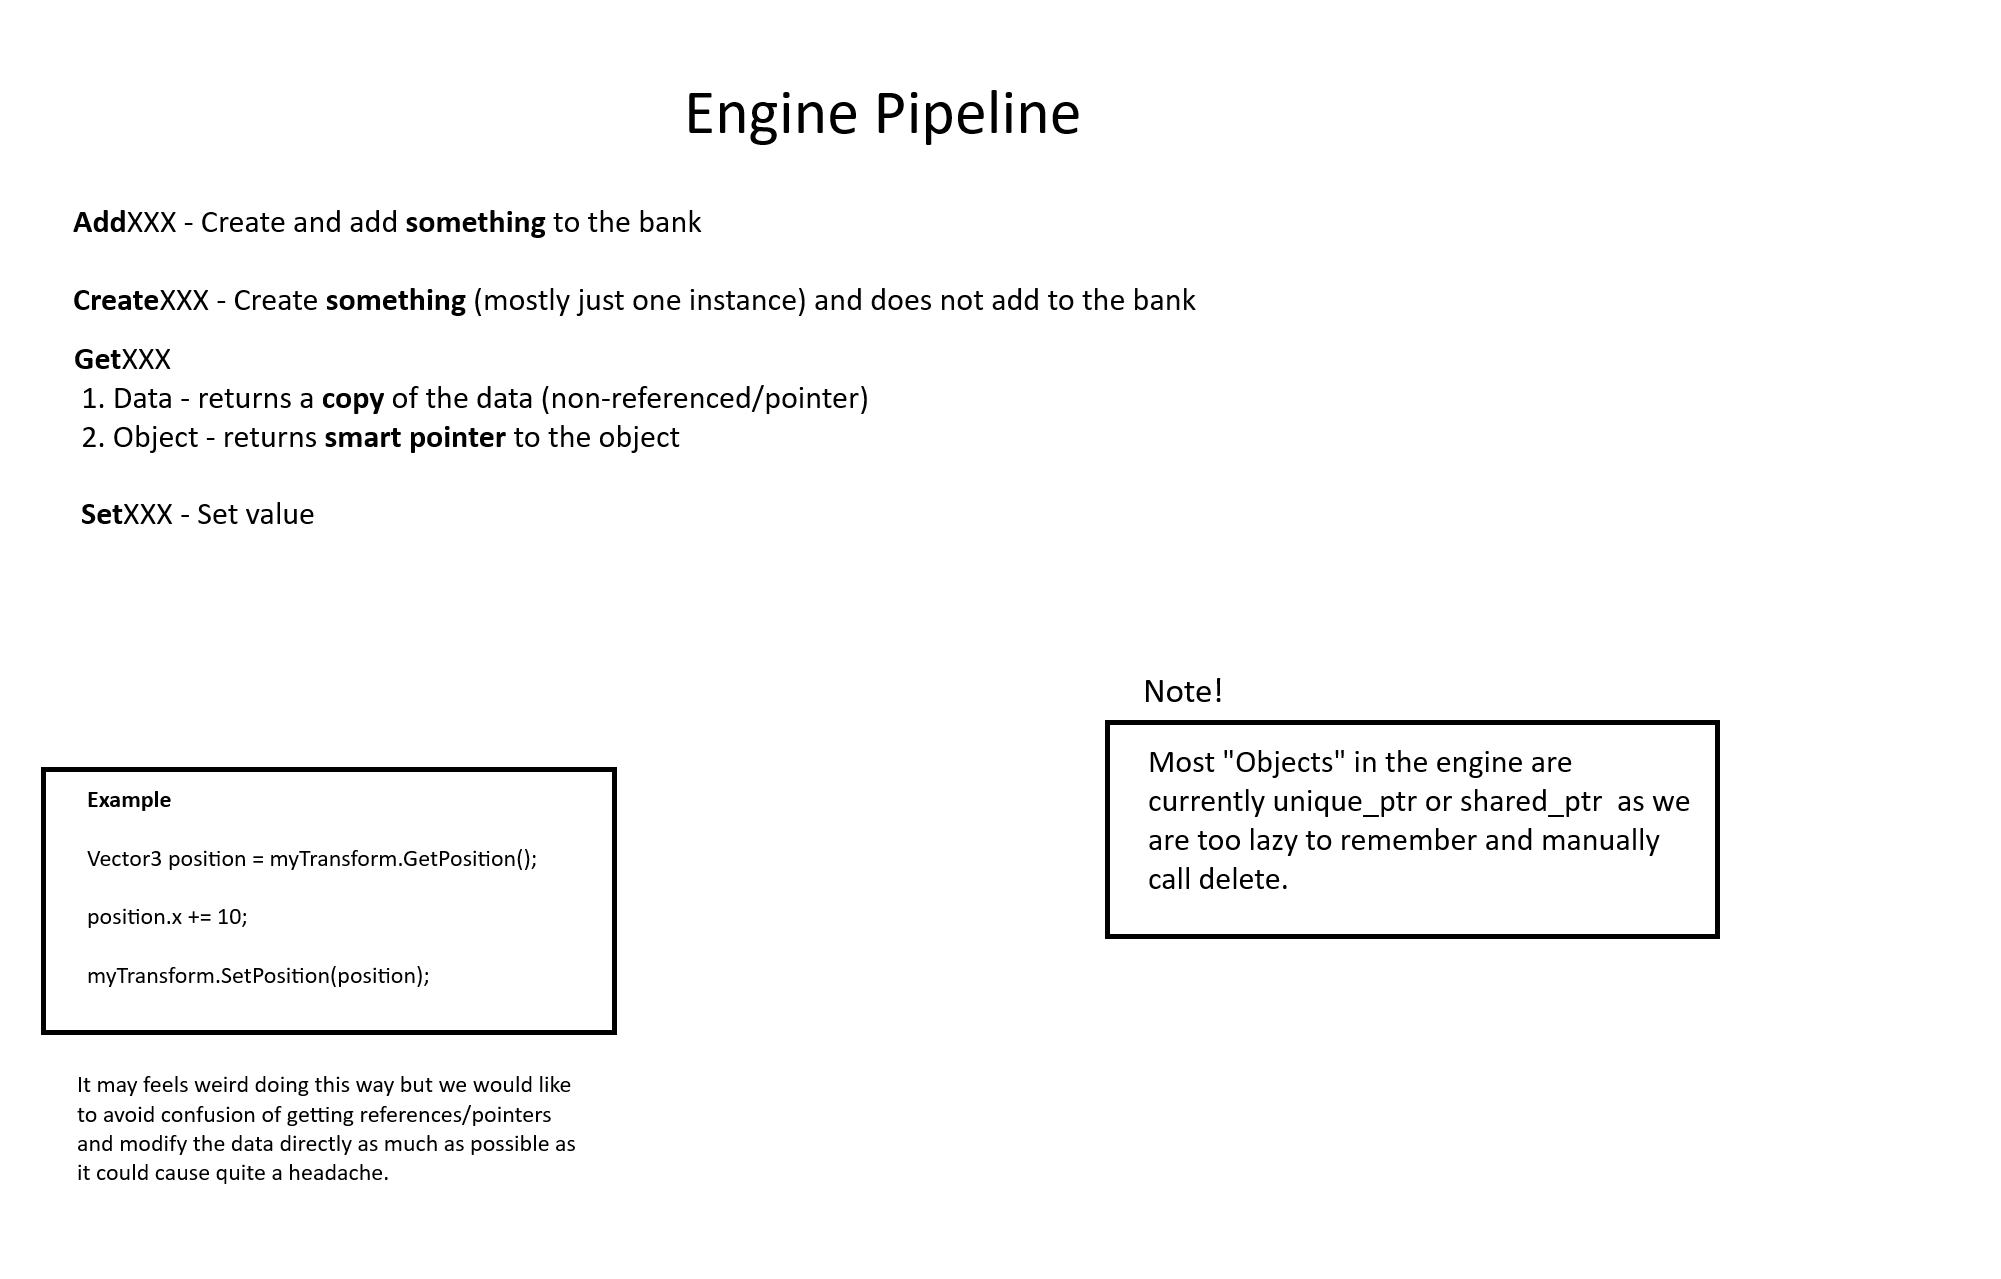 Engine Pipeline
AddXXX - Create and add something to the bank
CreateXXX - Create something (mostly just one instance) and does not add to the bank
GetXXX
1. Data - returns a copy of the data (non-referenced/pointer)
2. Object - returns smart pointer to the object
SetXXX - Set value
Note!
Most "Objects" in the engine are
currently unique_ptr or shared_ptr  as we
are too lazy to remember and manually
call delete.
Example
Vector3 position = myTransform.GetPosition();
position.x += 10;
myTransform.SetPosition(position);
It may feels weird doing this way but we would like
to avoid confusion of getting references/pointers
and modify the data directly as much as possible as
it could cause quite a headache.